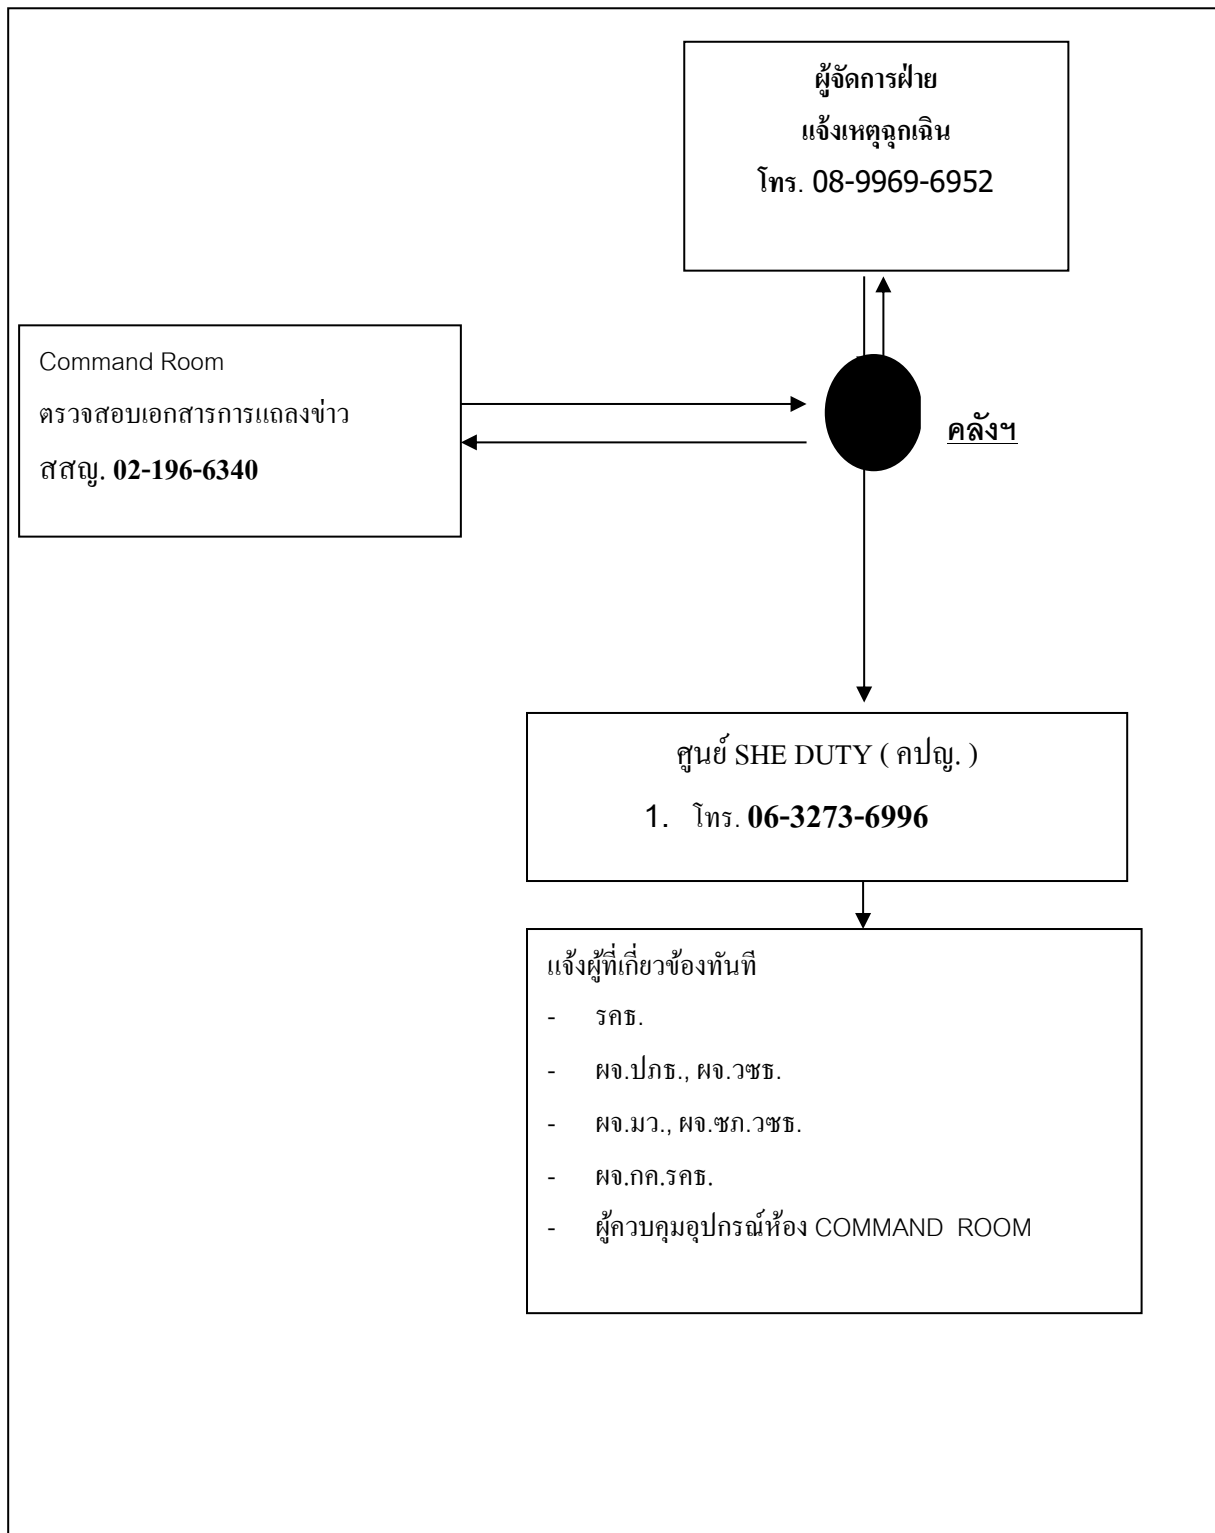 ผู้จัดการฝ่าย
แจ้งเหตุฉุกเฉิน
โทร. 08-9969-6952
Command Room
ตรวจสอบเอกสารการแถลงข่าว
สสญ. 02-196-6340
คลังฯ
ศูนย์ SHE DUTY ( คปญ. )
1. โทร. 06-3273-6996
แจ้งผู้ที่เกี่ยวข้องทันที
- รคธ.
- ผจ.ปภธ., ผจ.วซธ.
- ผจ.มว., ผจ.ซภ.วซธ.
- ผจ.กค.รคธ.
- ผู้ควบคุมอุปกรณ์ห้อง COMMAND ROOM